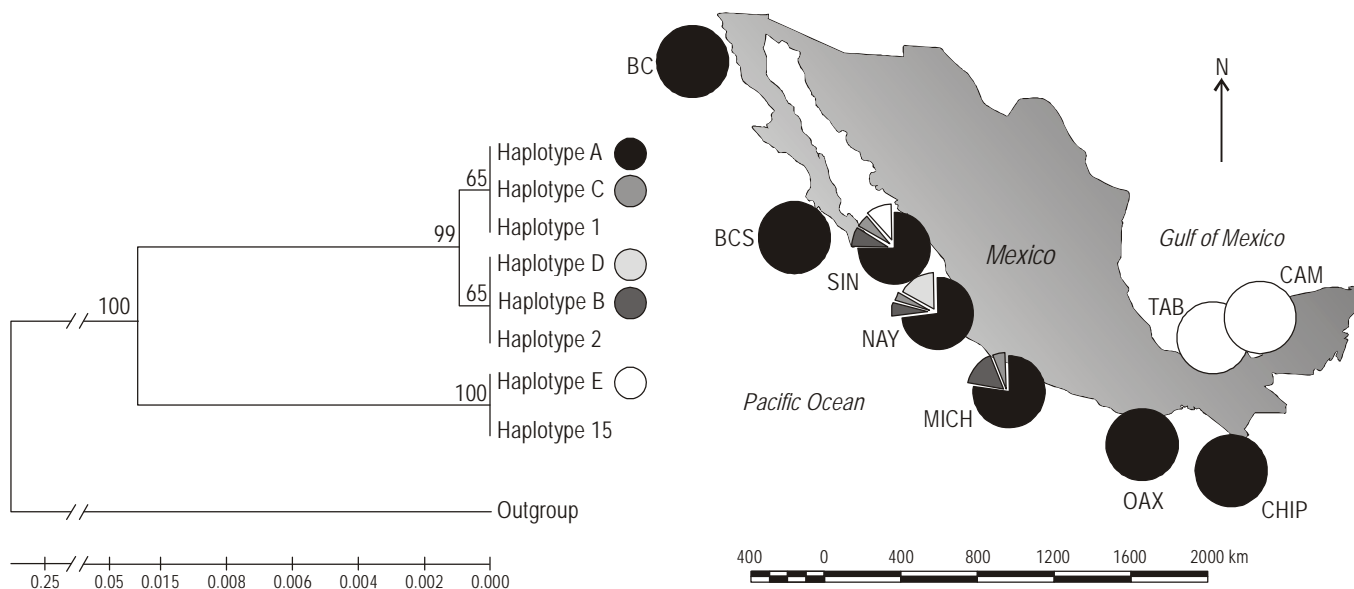 Haplotype A
65
Haplotype C
Haplotype 1
99
Haplotype D
65
Haplotype B
Haplotype 2
100
Haplotype E
100
Haplotype 15
Outgroup
0.25
0.05
0.015
0.008
0.006
0.004
0.002
0.000
BC
N
BCS
SIN
Mexico
Gulf of Mexico
CAM
TAB
NAY
Pacific Ocean
MICH
OAX
CHIP
400 0 400 800 1200 1600 2000 km